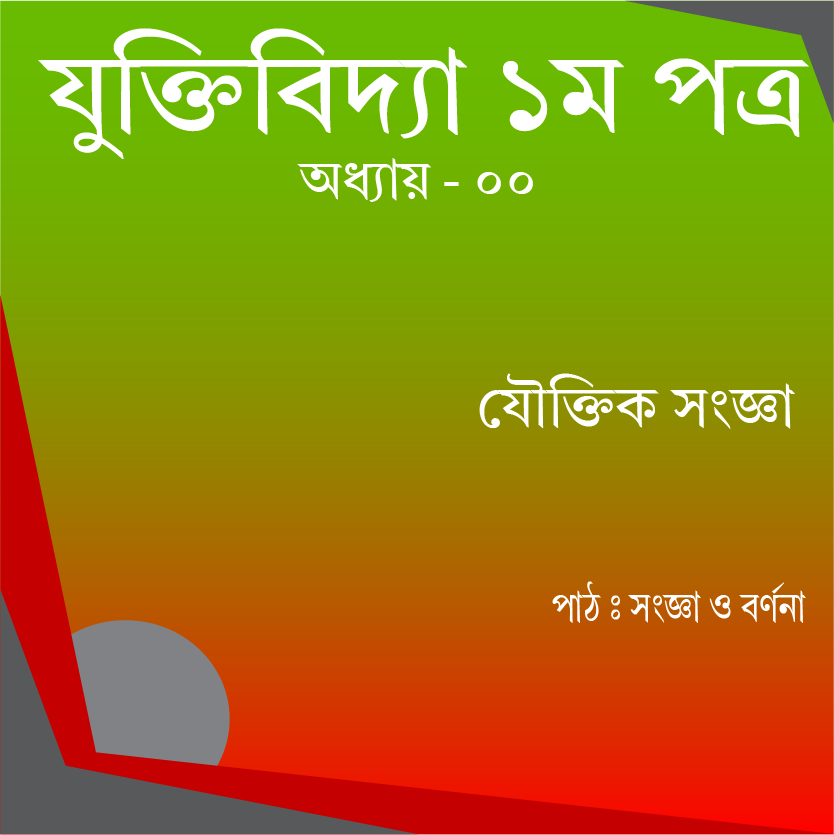 যুক্তিবিদ্যা ১ম পত্র
অধ্যায় - ০০
যৌক্তিক সংজ্ঞা
পাঠ ঃ সংজ্ঞা ও বর্ণনা